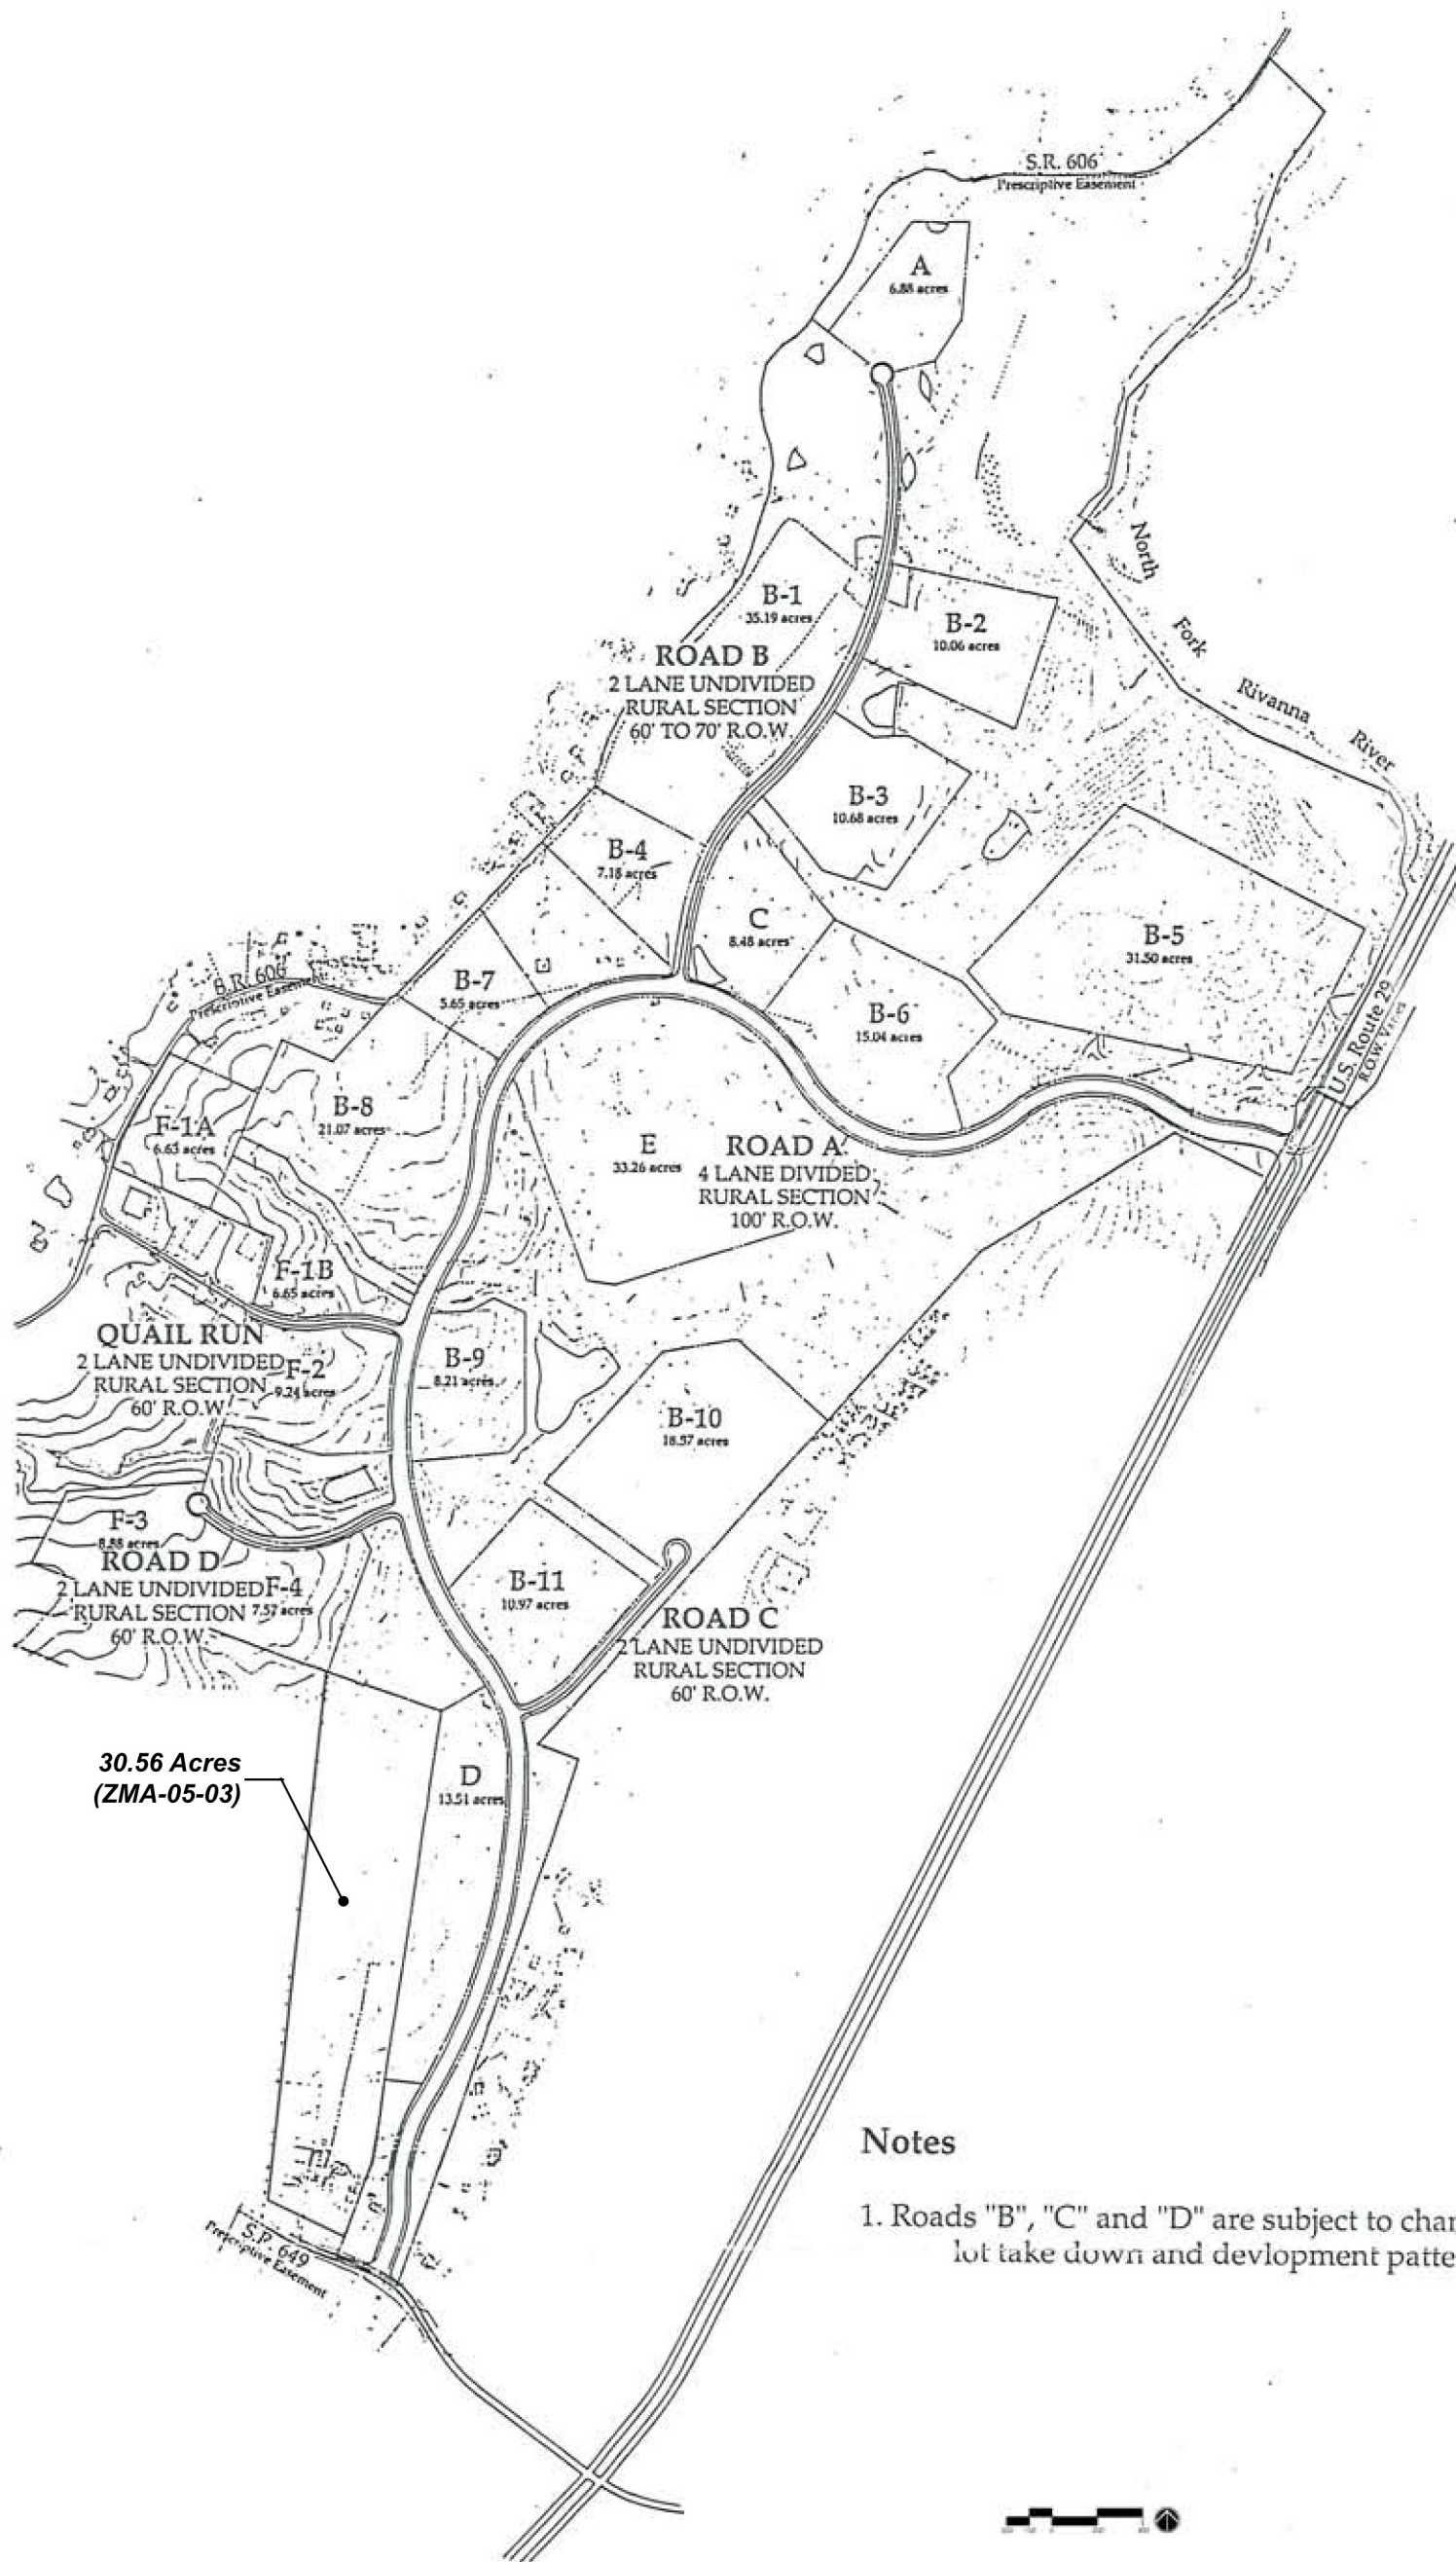 S.R. 606
Prescriptive Easement
A
6.88 acres
North
Fork
Rivanna
River
B-1
35.19 acres
B-2
10.06 acres
ROAD B
2 LANE UNDIVIDED
RURAL SECTION
60' TO 70' R.O.W.
B-3
10.68 acres
B-4
7.18 acres
C
8.48 acres
B-5
31.50 acres
B-7
5.65 acres
B-6
15.04 acres
S.R. 606
Prescriptive Easement
U.S. Route 29
R.O.W. Varies
F-1A
6.63 acres
B-8
21.07 acres
E
33.26 acres
ROAD A
4 LANE DIVIDED
RURAL SECTION
100' R.O.W.
F-1B
6.65 acres
QUAIL RUN
2 LANE UNDIVIDED
RURAL SECTION
60' R.O.W.
F-2
9.24 acres
B-9
8.21 acres
B-10
18.57 acres
F-3
8.88 acres
ROAD D
2 LANE UNDIVIDED
RURAL SECTION
60' R.O.W.
F-4
7.57 acres
B-11
10.97 acres
ROAD C
2 LANE UNDIVIDED
RURAL SECTION
60' R.O.W.
30.56 Acres
(ZMA-05-03)
D
13.51 acres
Notes
1. Roads "B", "C" and "D" are subject to char
lot take down and devlopment patte
S.R. 649
Prescriptive Easement